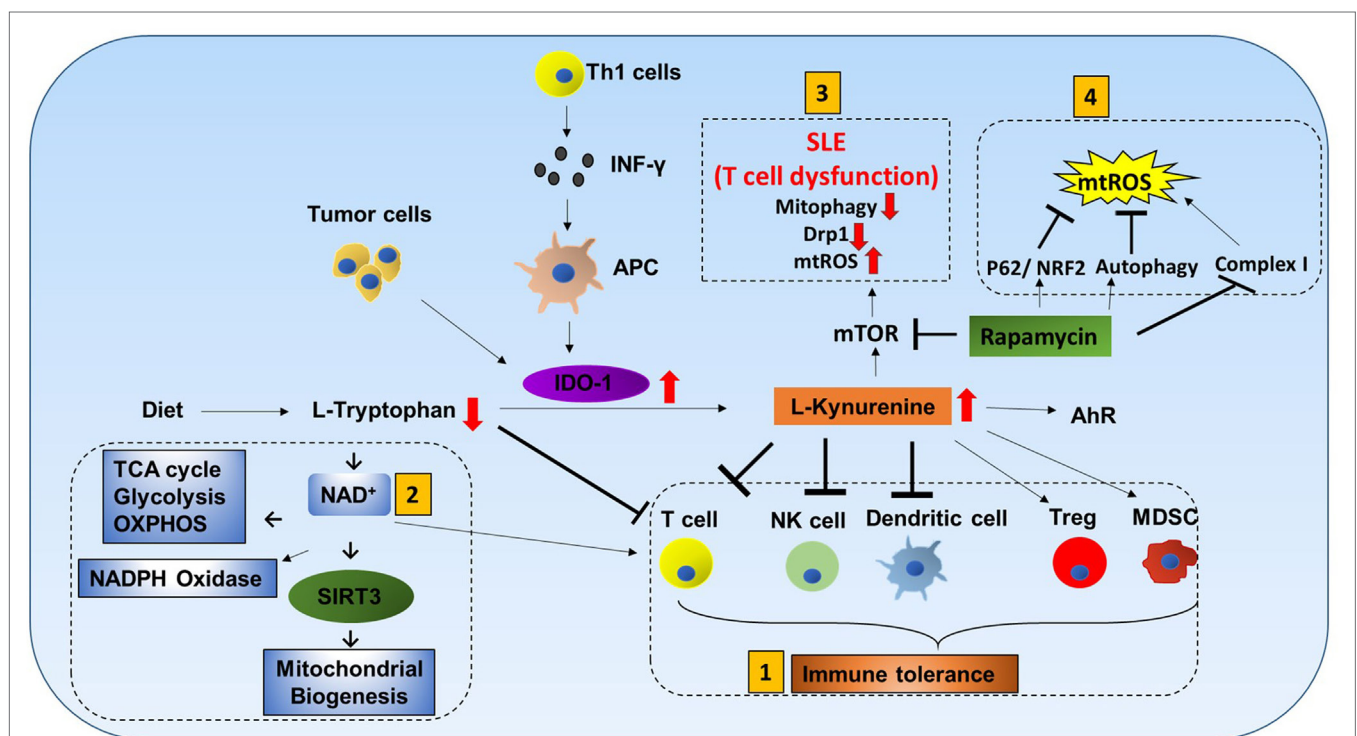 Th1 cells
3
4
INF-γ
SLE
(T cell dysfunction)
mtROS
Tumor cells
Mitophagy
Drp1
mtROS
APC
P62/ NRF2
Autophagy
Complex I
mTOR
Rapamycin
IDO-1
Diet
L-Tryptophan
L-Kynurenine
AhR
TCA cycle
Glycolysis
OXPHOS
NAD⁺
2
T cell
NK cell
Dendritic cell
Treg
MDSC
NADPH Oxidase
SIRT3
Mitochondrial
Biogenesis
1
Immune tolerance